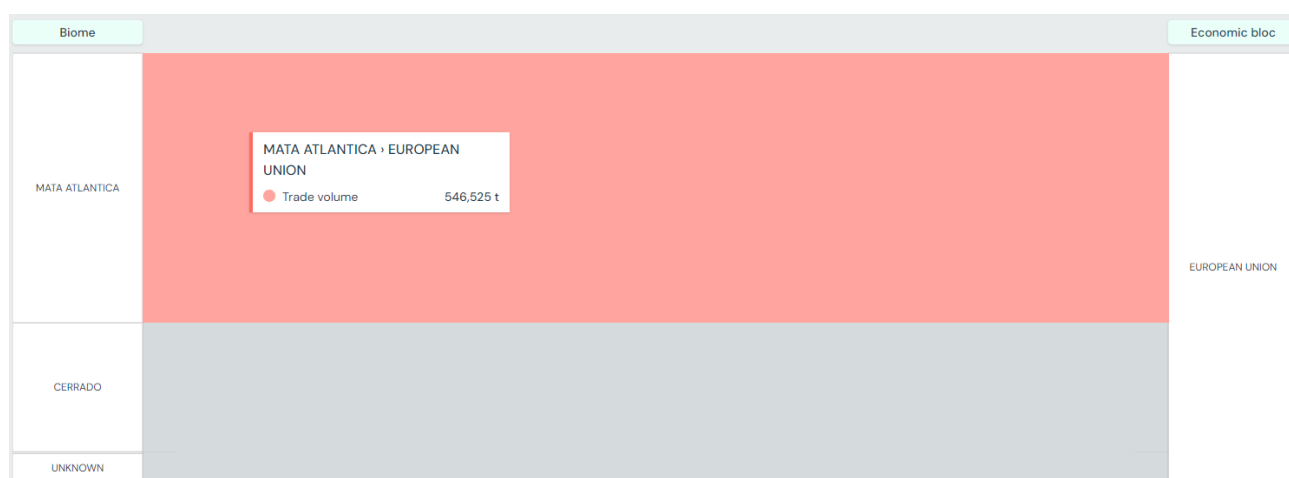 Biome
Economic bloc
MATA ATLANTICA › EUROPEAN
UNION
Trade volume 546,525 t
MATA ATLANTICA
EUROPEAN UNION
CERRADO
UNKNOWN